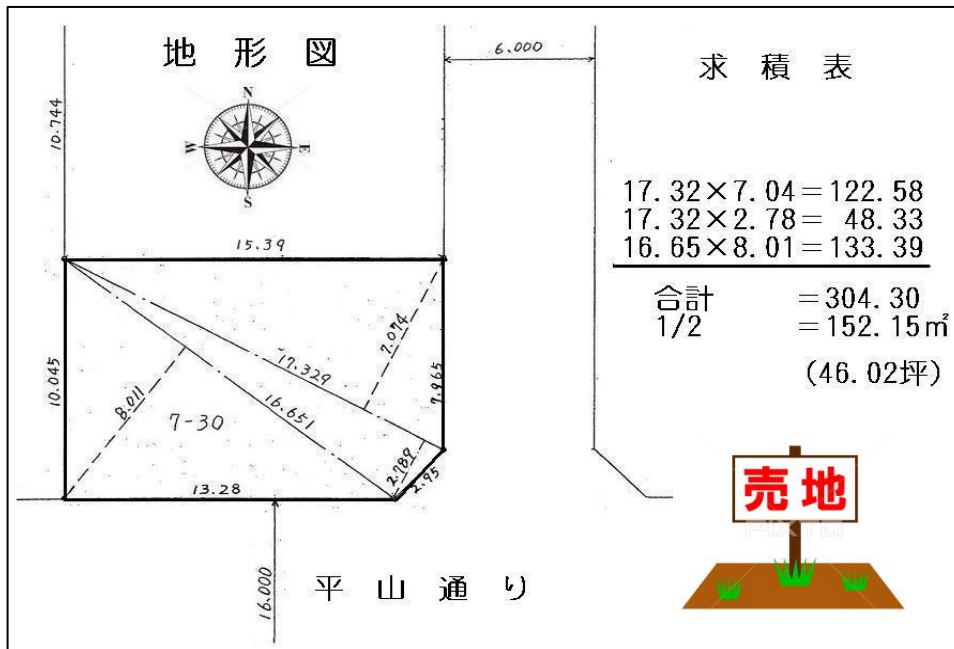 地形図
N
W
E
S
10.744
6.000
15.39
10.045
8.011
7-30
17.329
16.651
7.074
7.965
2.789
2.95
13.28
16.000
平山通り
求積表
17.32×7.04=122.58
17.32×2.78= 48.33
16.65×8.01=133.39
合計 =304.30
1/2 =152.15㎡
(46.02坪)
売地
PIXTA